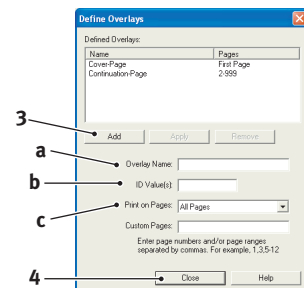 Define Overlays
Defined Overlays:
Name Pages
Cover-Page First Page
Continuation-Page 2-999
3
Add Apply Remove
a Overlay Name:
b ID Value(s):
c Print on Pages: All Pages
Custom Pages:
Enter page numbers and/or page ranges
separated by commas. For example, 1,3,5-12
4 Close Help